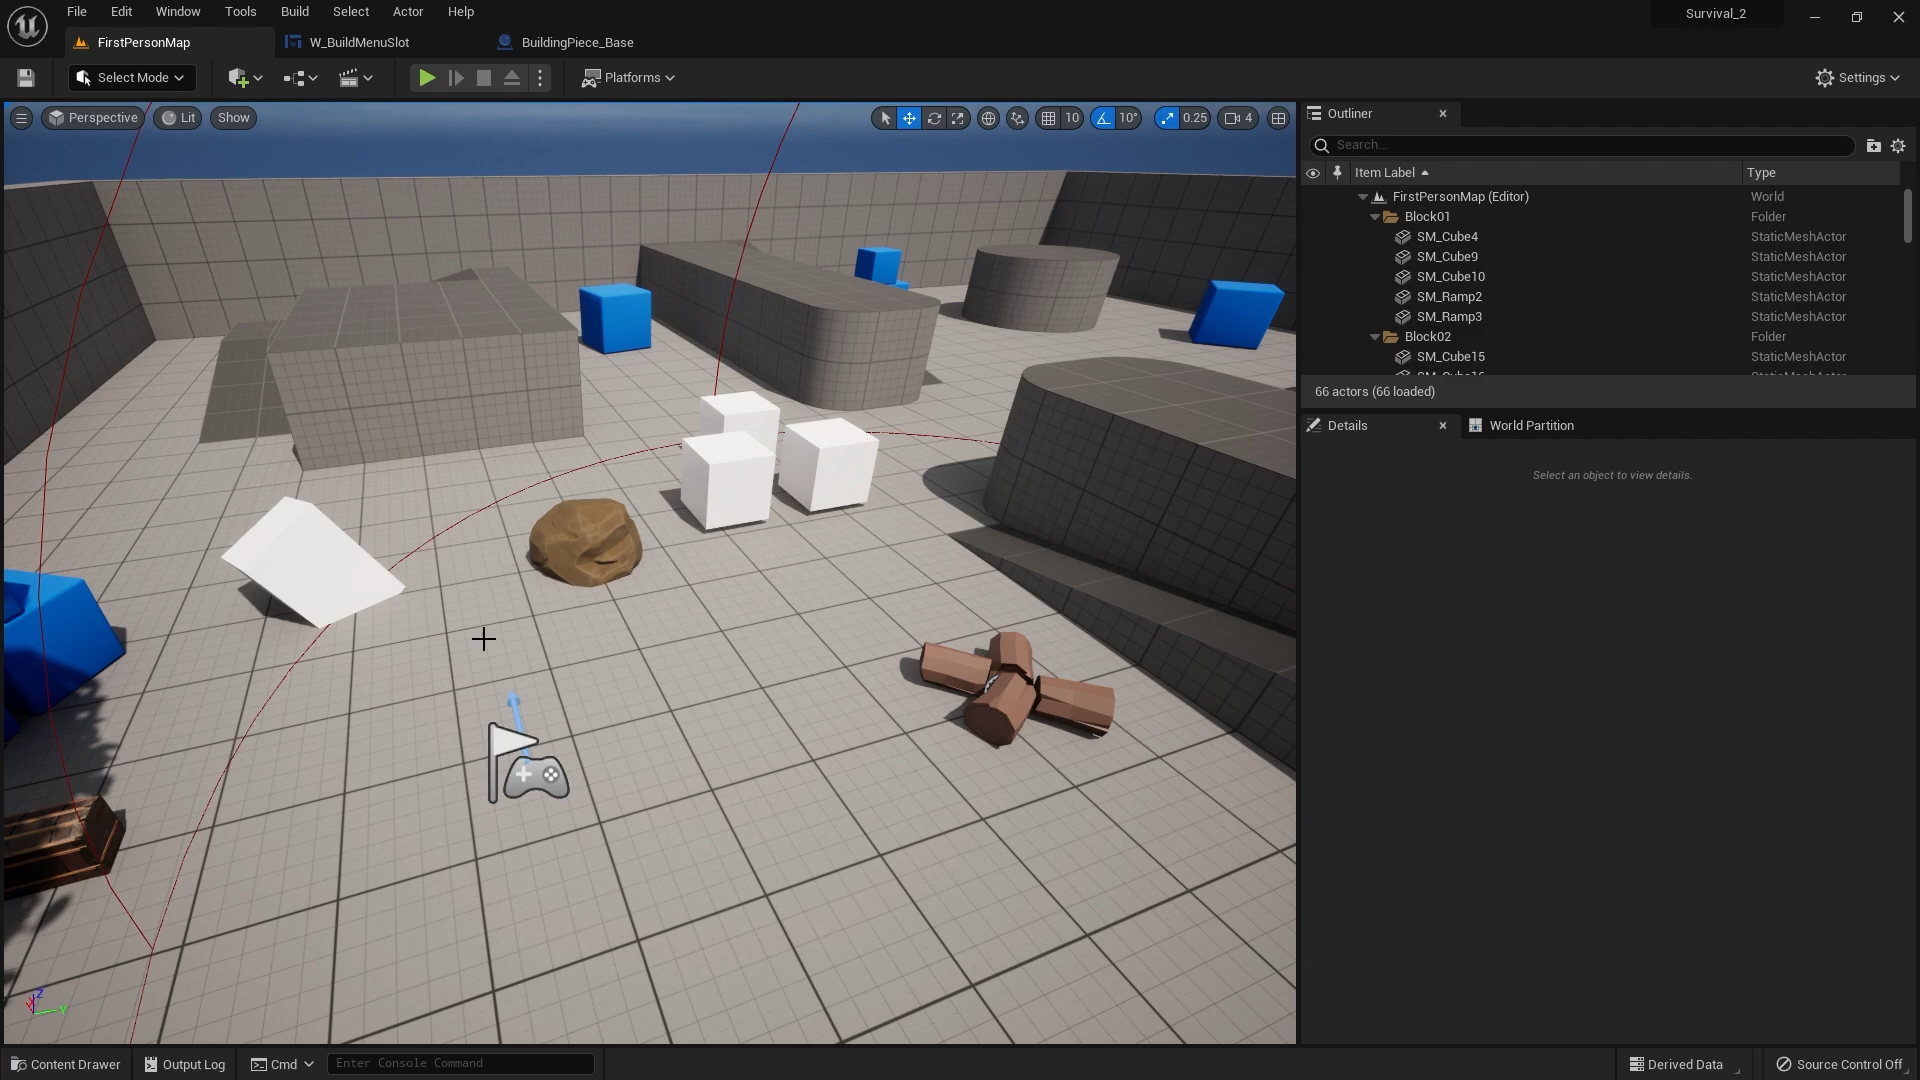 File Edit Window Tools Build Select Actor Help
Survival_2
FirstPersonMap W_BuildMenuSlot BuildingPiece_Base
Select Mode Platforms Settings
Perspective Lit Show 10 10° 0.25 4
Outliner
Search...
Item Label Type
FirstPersonMap (Editor) World
Block01 Folder
SM_Cube4 StaticMeshActor
SM_Cube9 StaticMeshActor
SM_Cube10 StaticMeshActor
SM_Ramp2 StaticMeshActor
SM_Ramp3 StaticMeshActor
Block02 Folder
SM_Cube15 StaticMeshActor
66 actors (66 loaded)
Details World Partition
Select an object to view details.
Z
X
Y
Content Drawer Output Log Cmd Enter Console Command Derived Data Source Control Off